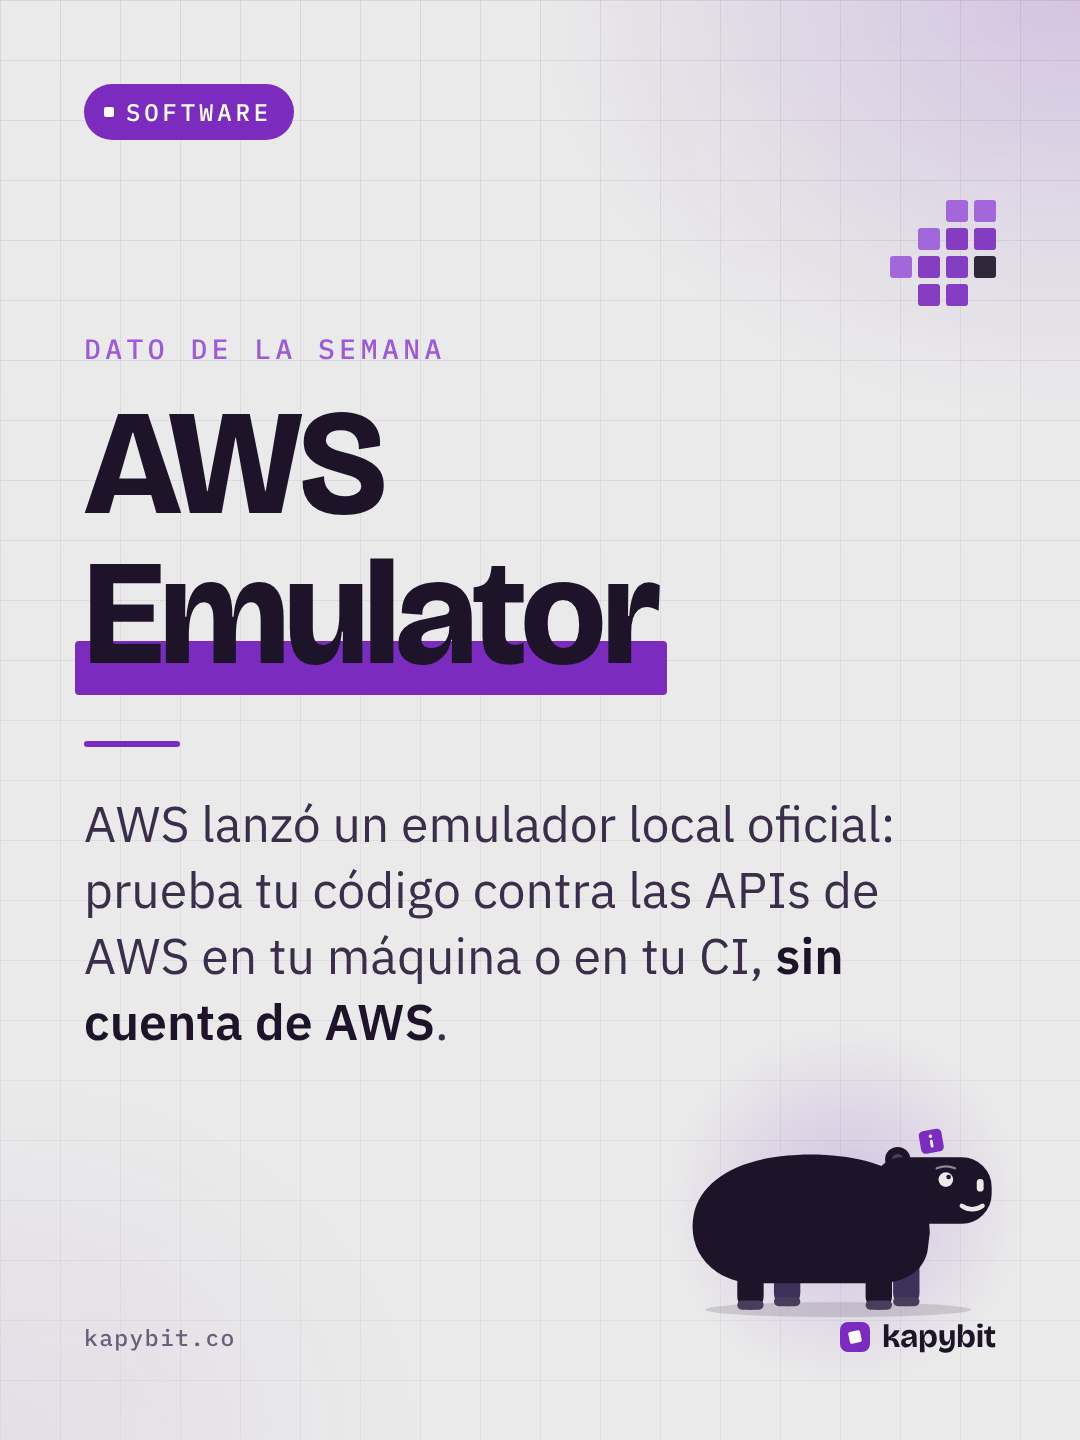 SOFTWARE
DATO DE LA SEMANA
AWS
Emulator
AWS lanzó un emulador local oficial:
prueba tu código contra las APIs de
AWS en tu máquina o en tu CI, sin
cuenta de AWS.
i
kapybit.co
kapybit